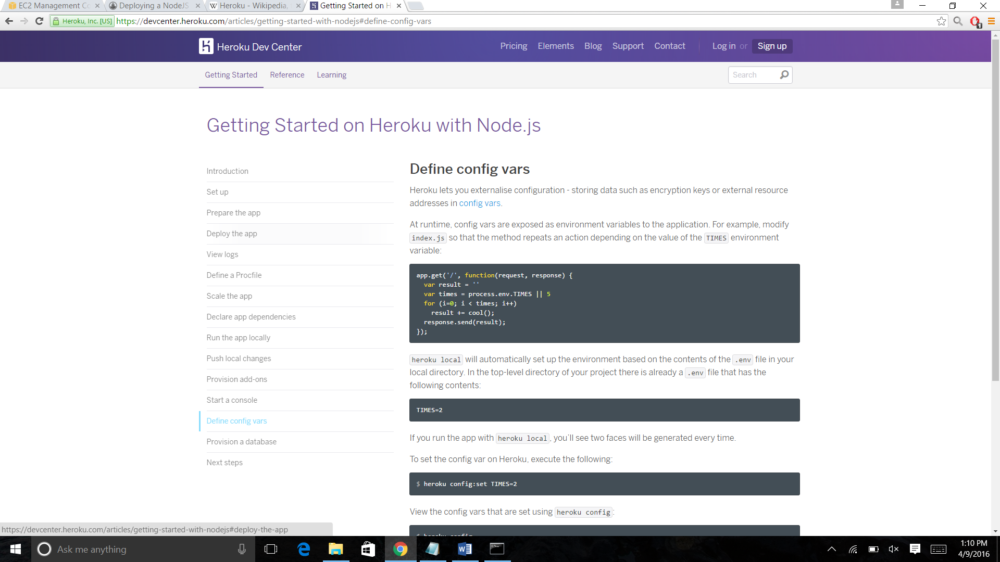 EC2 Management Co
Deploying a NodeJS
Heroku - Wikipedia,
Getting Started on H
Heroku, Inc. [US] https://devcenter.heroku.com/articles/getting-started-with-nodejs#define-config-vars
1
Heroku Dev Center
Pricing Elements Blog Support Contact Log in or Sign up
Getting Started Reference Learning
Search
Getting Started on Heroku with Node.js
Introduction
Set up
Prepare the app
Deploy the app
View logs
Define a Procfile
Scale the app
Declare app dependencies
Run the app locally
Push local changes
Provision add-ons
Start a console
Define config vars
Provision a database
Next steps
Define config vars
Heroku lets you externalise configuration - storing data such as encryption keys or external resource
addresses in config vars.
At runtime, config vars are exposed as environment variables to the application. For example, modify
index.js so that the method repeats an action depending on the value of the TIMES environment
variable:
app.get('/', function(request, response) {
  var result = ''
  var times = process.env.TIMES || 5
  for (i=0; i < times; i++)
    result += cool();
  response.send(result);
});
heroku local will automatically set up the environment based on the contents of the .env file in your
local directory. In the top-level directory of your project there is already a .env file that has the
following contents:
TIMES=2
If you run the app with heroku local, you'll see two faces will be generated every time.
To set the config var on Heroku, execute the following:
$ heroku config:set TIMES=2
View the config vars that are set using heroku config:
$ heroku config
https://devcenter.heroku.com/articles/getting-started-with-nodejs#deploy-the-app
Ask me anything
1:10 PM
4/9/2016